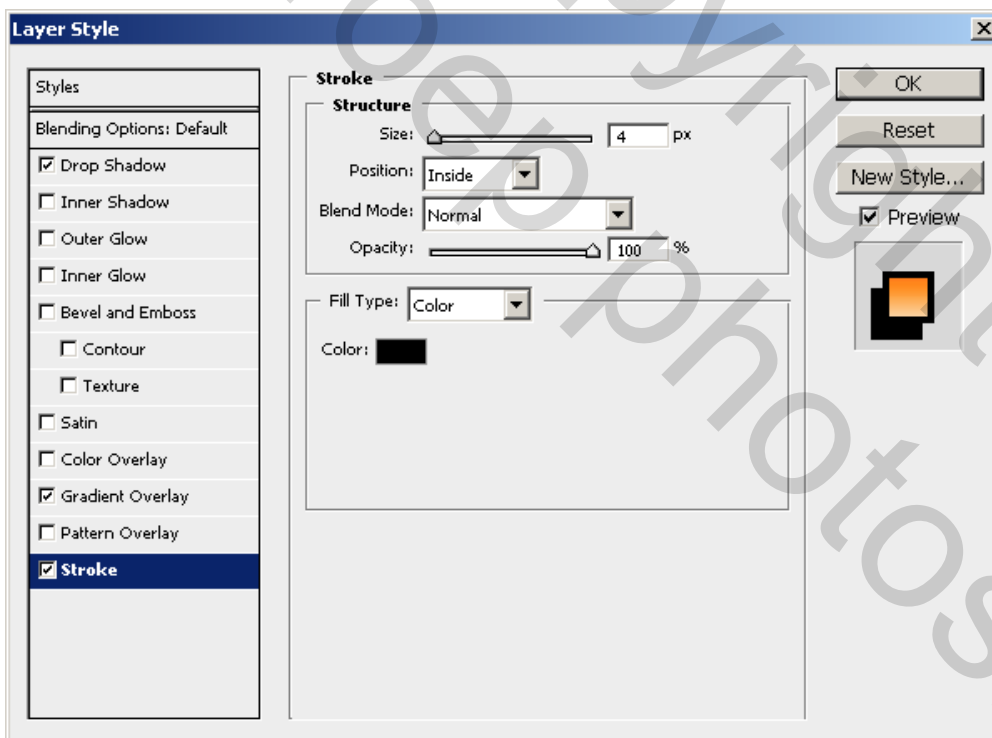 Layer Style
Styles
Blending Options: Default
Drop Shadow
Inner Shadow
Outer Glow
Inner Glow
Bevel and Emboss
Contour
Texture
Satin
Color Overlay
Gradient Overlay
Pattern Overlay
Stroke
Stroke
Structure
Size: 4 px
Position: Inside
Blend Mode: Normal
Opacity: 100 %
Fill Type: Color
Color:
OK
Reset
New Style...
Preview
photos